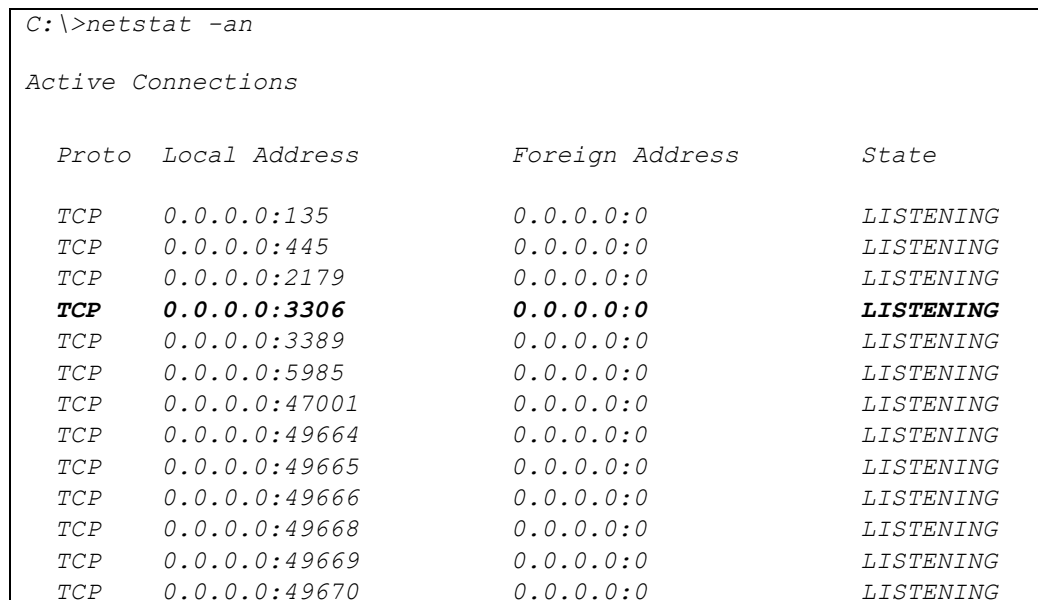 C:\>netstat –an
Active Connections
Proto Local Address Foreign Address State
TCP 0.0.0.0:135 0.0.0.0:0 LISTENING
TCP 0.0.0.0:445 0.0.0.0:0 LISTENING
TCP 0.0.0.0:2179 0.0.0.0:0 LISTENING
TCP 0.0.0.0:3306 0.0.0.0:0 LISTENING
TCP 0.0.0.0:3389 0.0.0.0:0 LISTENING
TCP 0.0.0.0:5985 0.0.0.0:0 LISTENING
TCP 0.0.0.0:47001 0.0.0.0:0 LISTENING
TCP 0.0.0.0:49664 0.0.0.0:0 LISTENING
TCP 0.0.0.0:49665 0.0.0.0:0 LISTENING
TCP 0.0.0.0:49666 0.0.0.0:0 LISTENING
TCP 0.0.0.0:49668 0.0.0.0:0 LISTENING
TCP 0.0.0.0:49669 0.0.0.0:0 LISTENING
TCP 0.0.0.0:49670 0.0.0.0:0 LISTENING